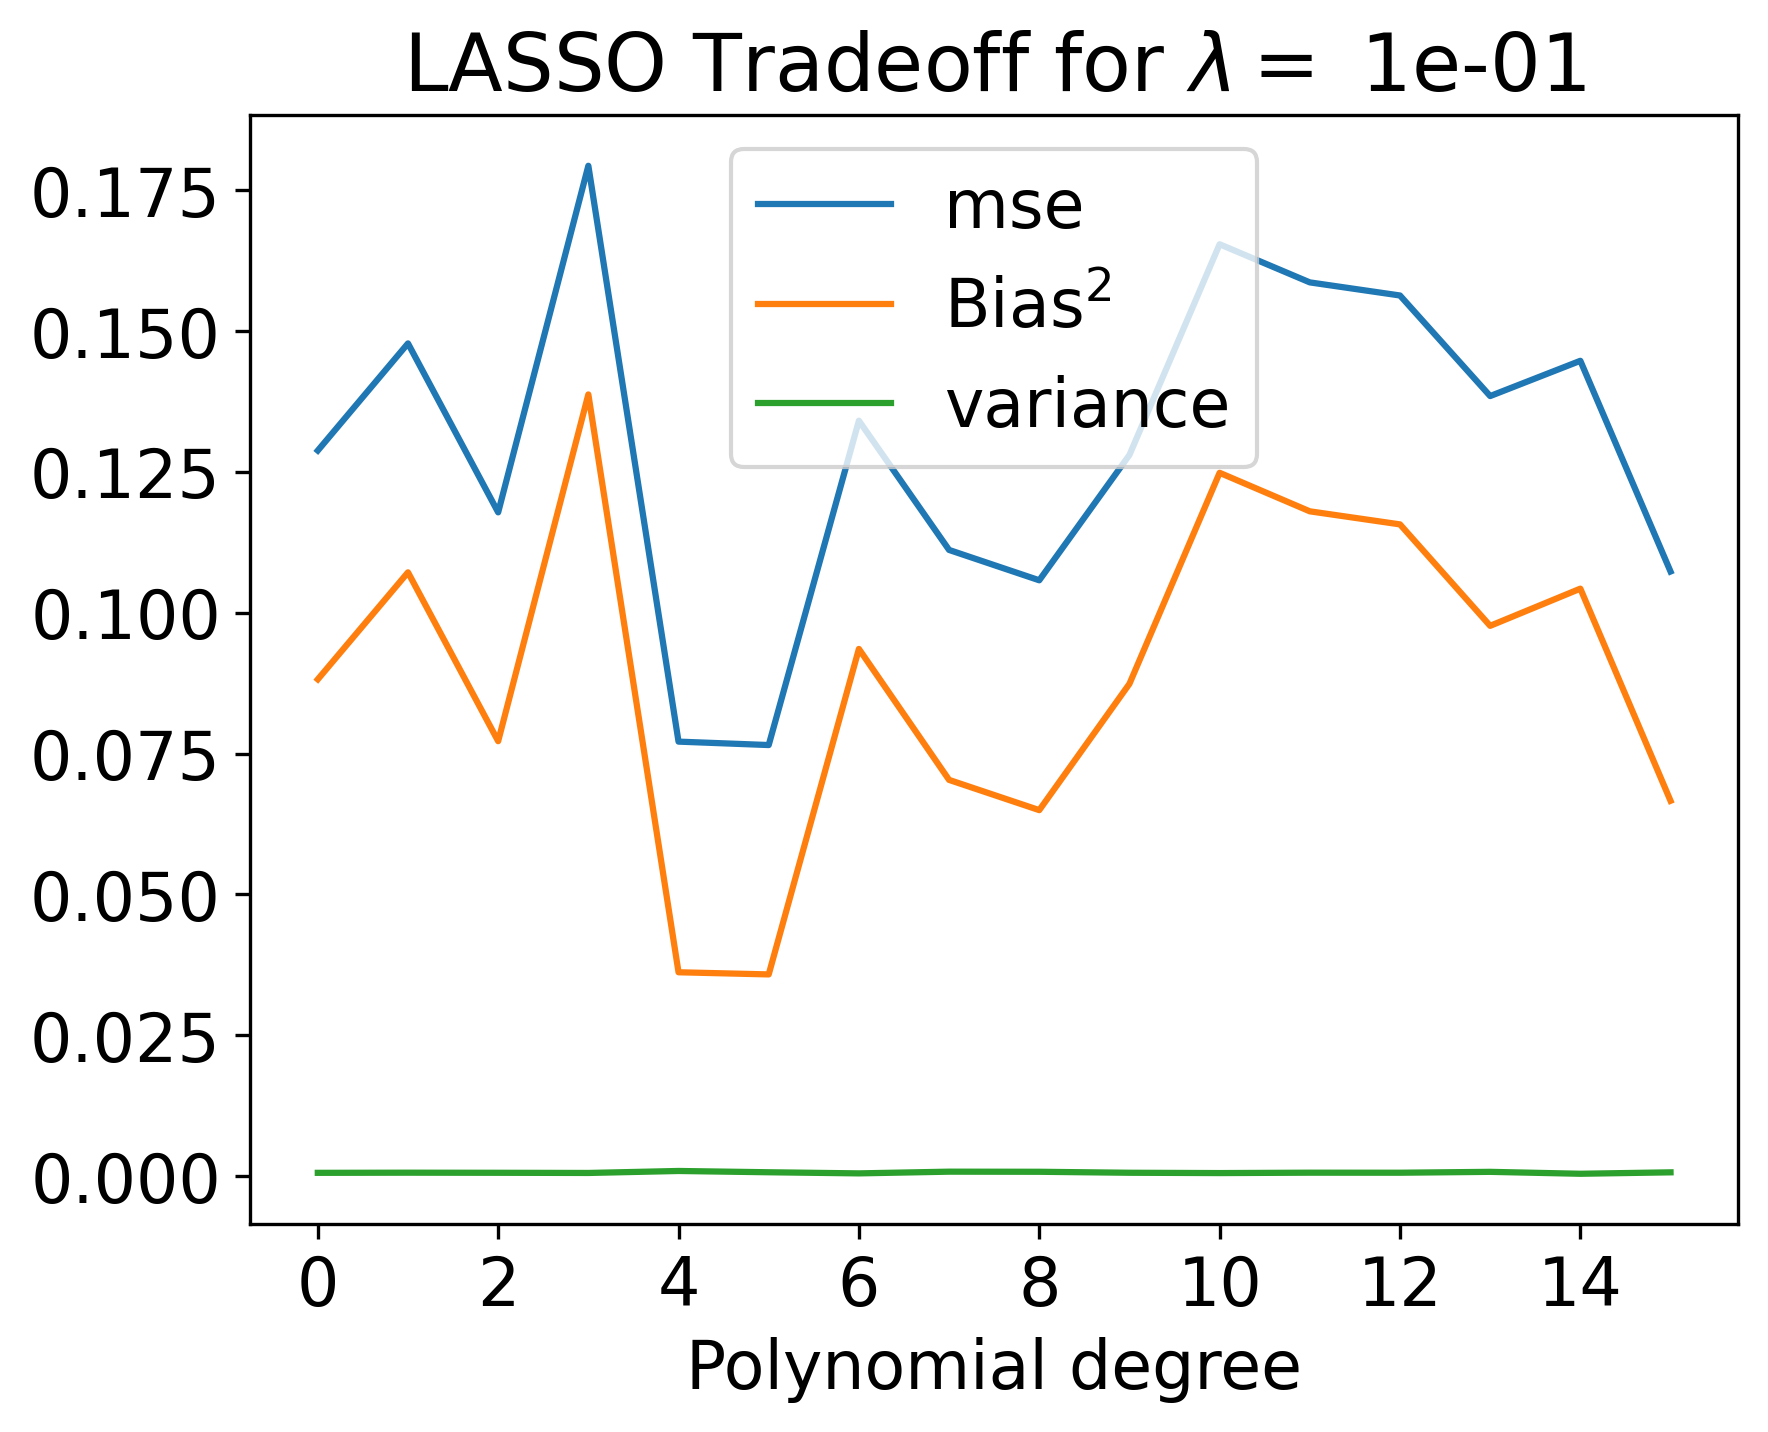 LASSO Tradeoff for λ = 1e-01
mse
Bias²
variance
0.175
0.150
0.125
0.100
0.075
0.050
0.025
0.000
0 2 4 6 8 10 12 14
Polynomial degree